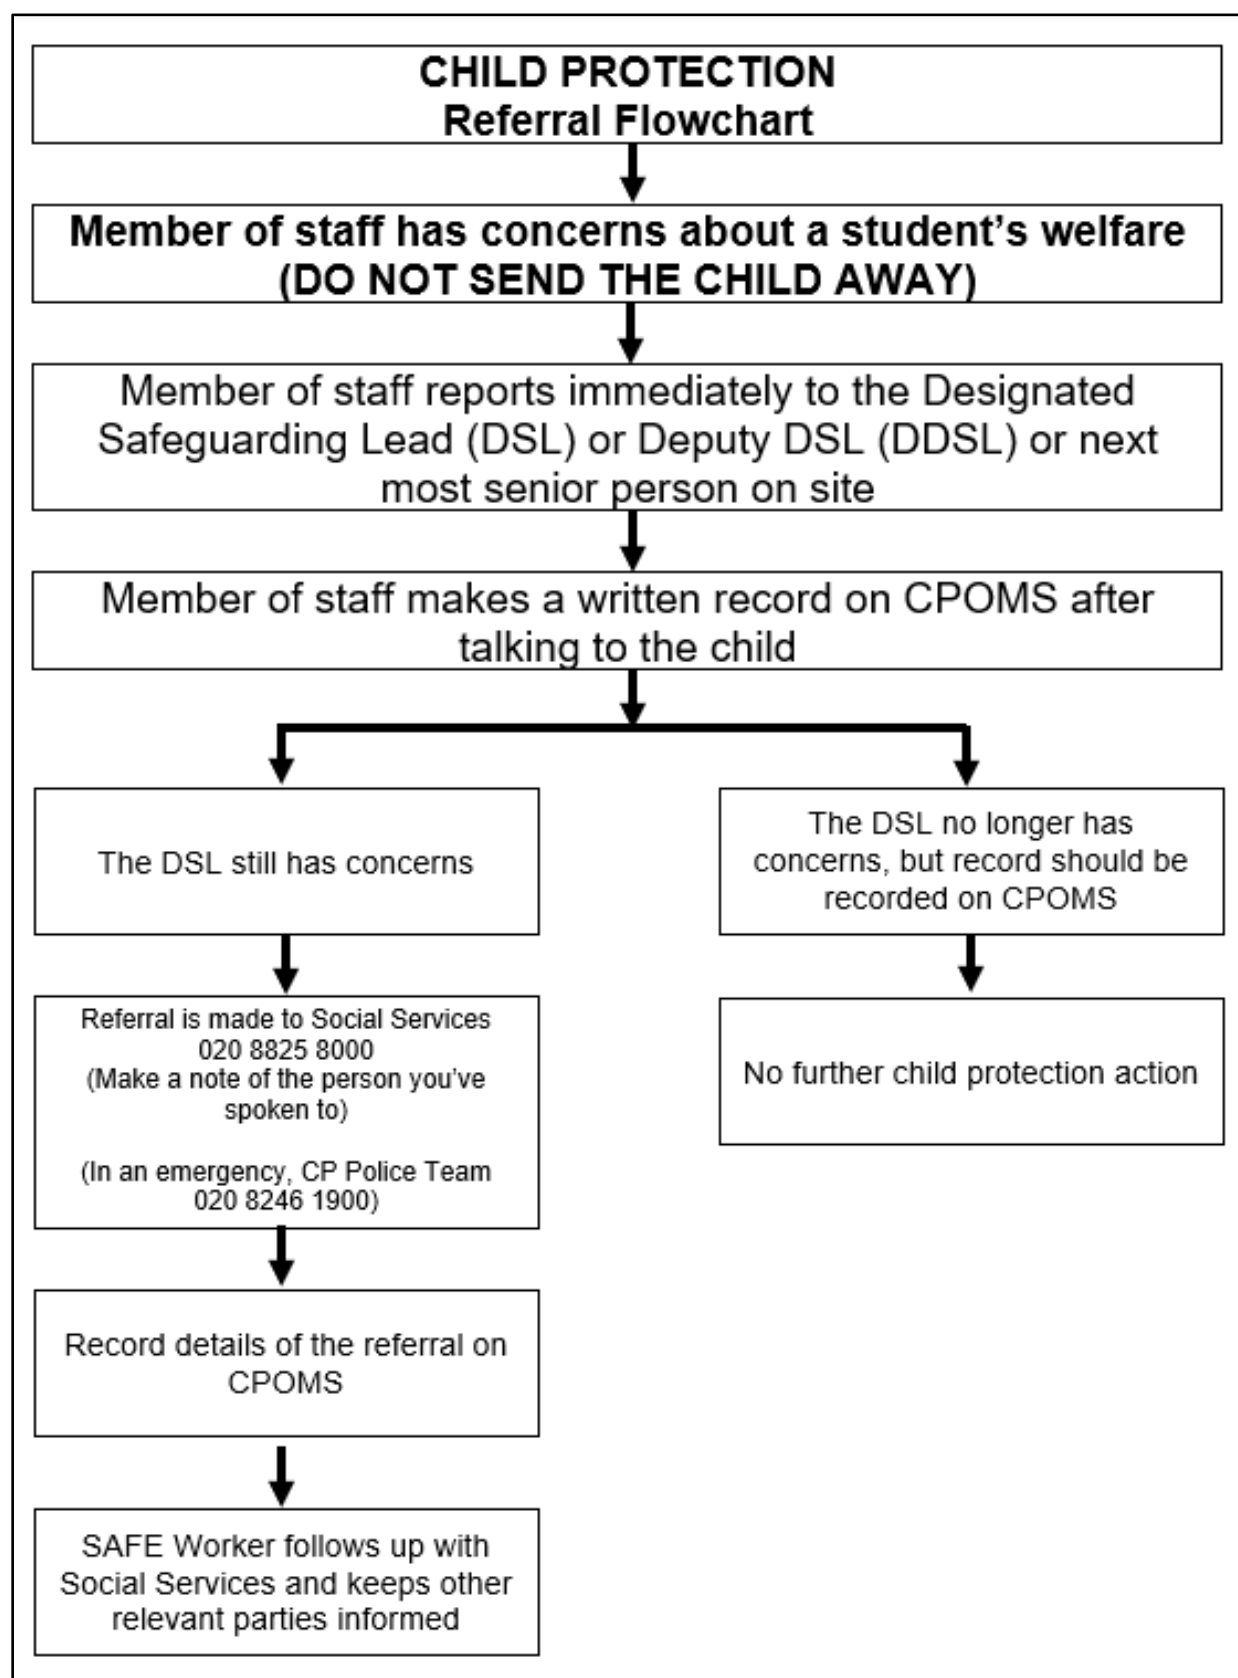 CHILD PROTECTION
Referral Flowchart
Member of staff has concerns about a student’s welfare
(DO NOT SEND THE CHILD AWAY)
Member of staff reports immediately to the Designated
Safeguarding Lead (DSL) or Deputy DSL (DDSL) or next
most senior person on site
Member of staff makes a written record on CPOMS after
talking to the child
The DSL still has concerns
Referral is made to Social Services
020 8825 8000
(Make a note of the person you’ve
spoken to)
(In an emergency, CP Police Team
020 8246 1900)
Record details of the referral on
CPOMS
SAFE Worker follows up with
Social Services and keeps other
relevant parties informed
The DSL no longer has
concerns, but record should be
recorded on CPOMS
No further child protection action